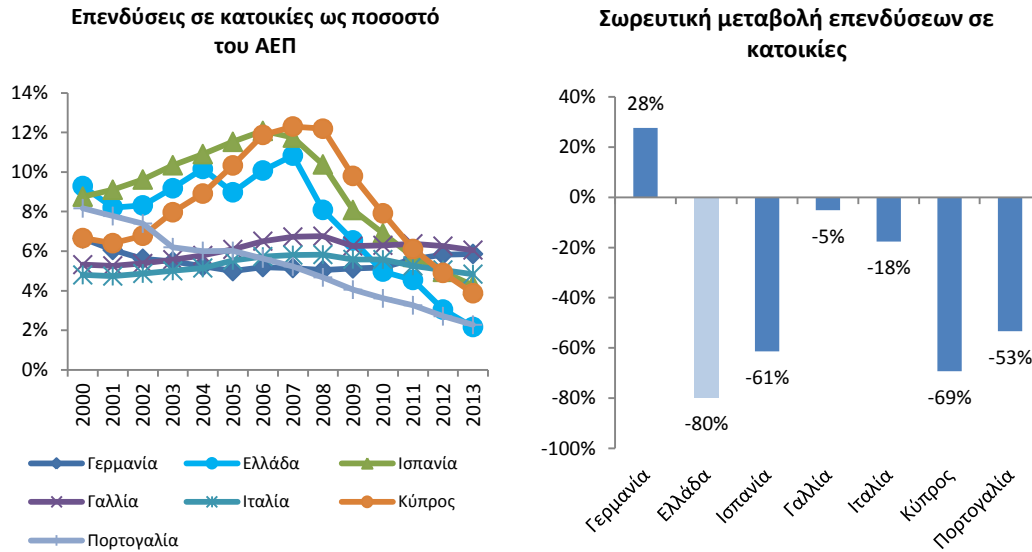 Επενδύσεις σε κατοικίες ως ποσοστό
του ΑΕΠ
14%
12%
10%
8%
6%
4%
2%
0%
2000
2001
2002
2003
2004
2005
2006
2007
2008
2009
2010
2011
2012
2013
Γερμανία
Ελλάδα
Ισπανία
Γαλλία
Ιταλία
Κύπρος
Πορτογαλία
Σωρευτική μεταβολή επενδύσεων σε
κατοικίες
40%
20%
0%
-20%
-40%
-60%
-80%
-100%
28%
-80%
-61%
-5%
-18%
-69%
-53%
Γερμανία
Ελλάδα
Ισπανία
Γαλλία
Ιταλία
Κύπρος
Πορτογαλία